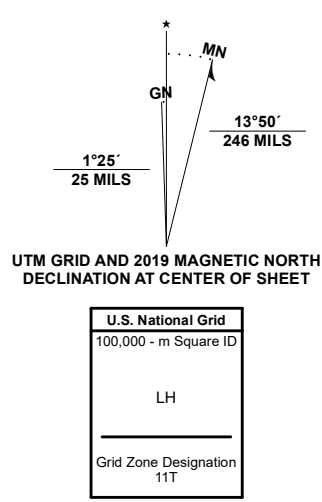 ★
MN
GN
13°50´
246 MILS
1°25´
25 MILS
UTM GRID AND 2019 MAGNETIC NORTH
DECLINATION AT CENTER OF SHEET
U.S. National Grid
100,000 - m Square ID
LH
Grid Zone Designation
11T